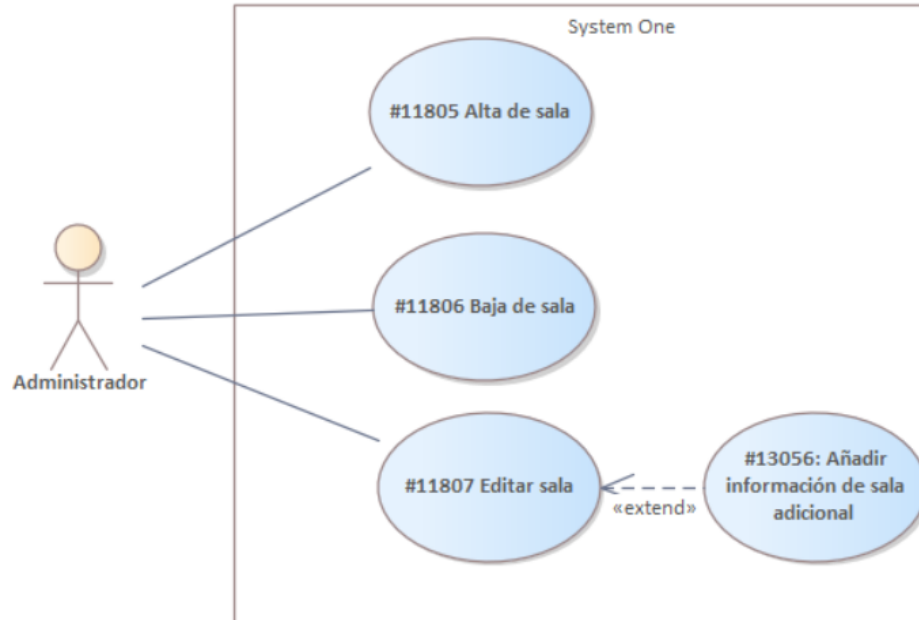 System One
#11805 Alta de sala
#11806 Baja de sala
Administrador
#11807 Editar sala
«extend»
#13056: Añadir
información de sala
adicional